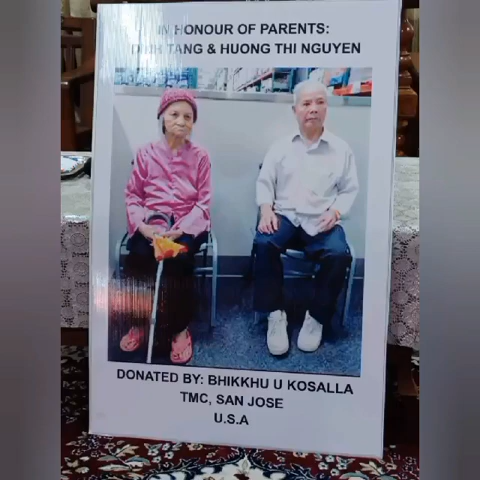 IN HONOUR OF PARENTS:
TANG & HUONG THI NGUYEN
DONATED BY: BHIKKHU U KOSALLA
TMC, SAN JOSE
U.S.A